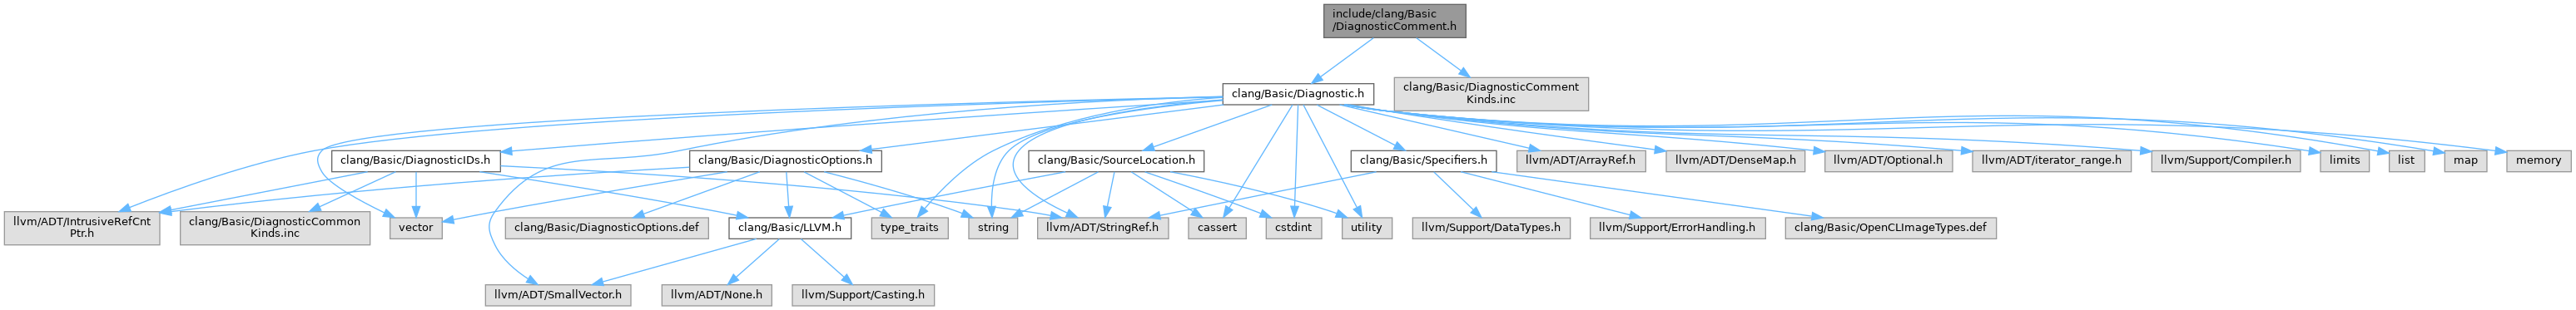 include/clang/Basic
/DiagnosticComment.h
clang/Basic/Diagnostic.h
clang/Basic/DiagnosticComment
Kinds.inc
clang/Basic/DiagnosticIDs.h
clang/Basic/DiagnosticOptions.h
clang/Basic/SourceLocation.h
clang/Basic/Specifiers.h
llvm/ADT/ArrayRef.h
llvm/ADT/DenseMap.h
llvm/ADT/Optional.h
llvm/ADT/iterator_range.h
llvm/Support/Compiler.h
limits
list
map
memory
llvm/ADT/IntrusiveRefCnt
Ptr.h
clang/Basic/DiagnosticCommon
Kinds.inc
vector
clang/Basic/DiagnosticOptions.def
clang/Basic/LLVM.h
type_traits
string
llvm/ADT/StringRef.h
cassert
cstdint
utility
llvm/Support/DataTypes.h
llvm/Support/ErrorHandling.h
clang/Basic/OpenCLImageTypes.def
llvm/ADT/SmallVector.h
llvm/ADT/None.h
llvm/Support/Casting.h